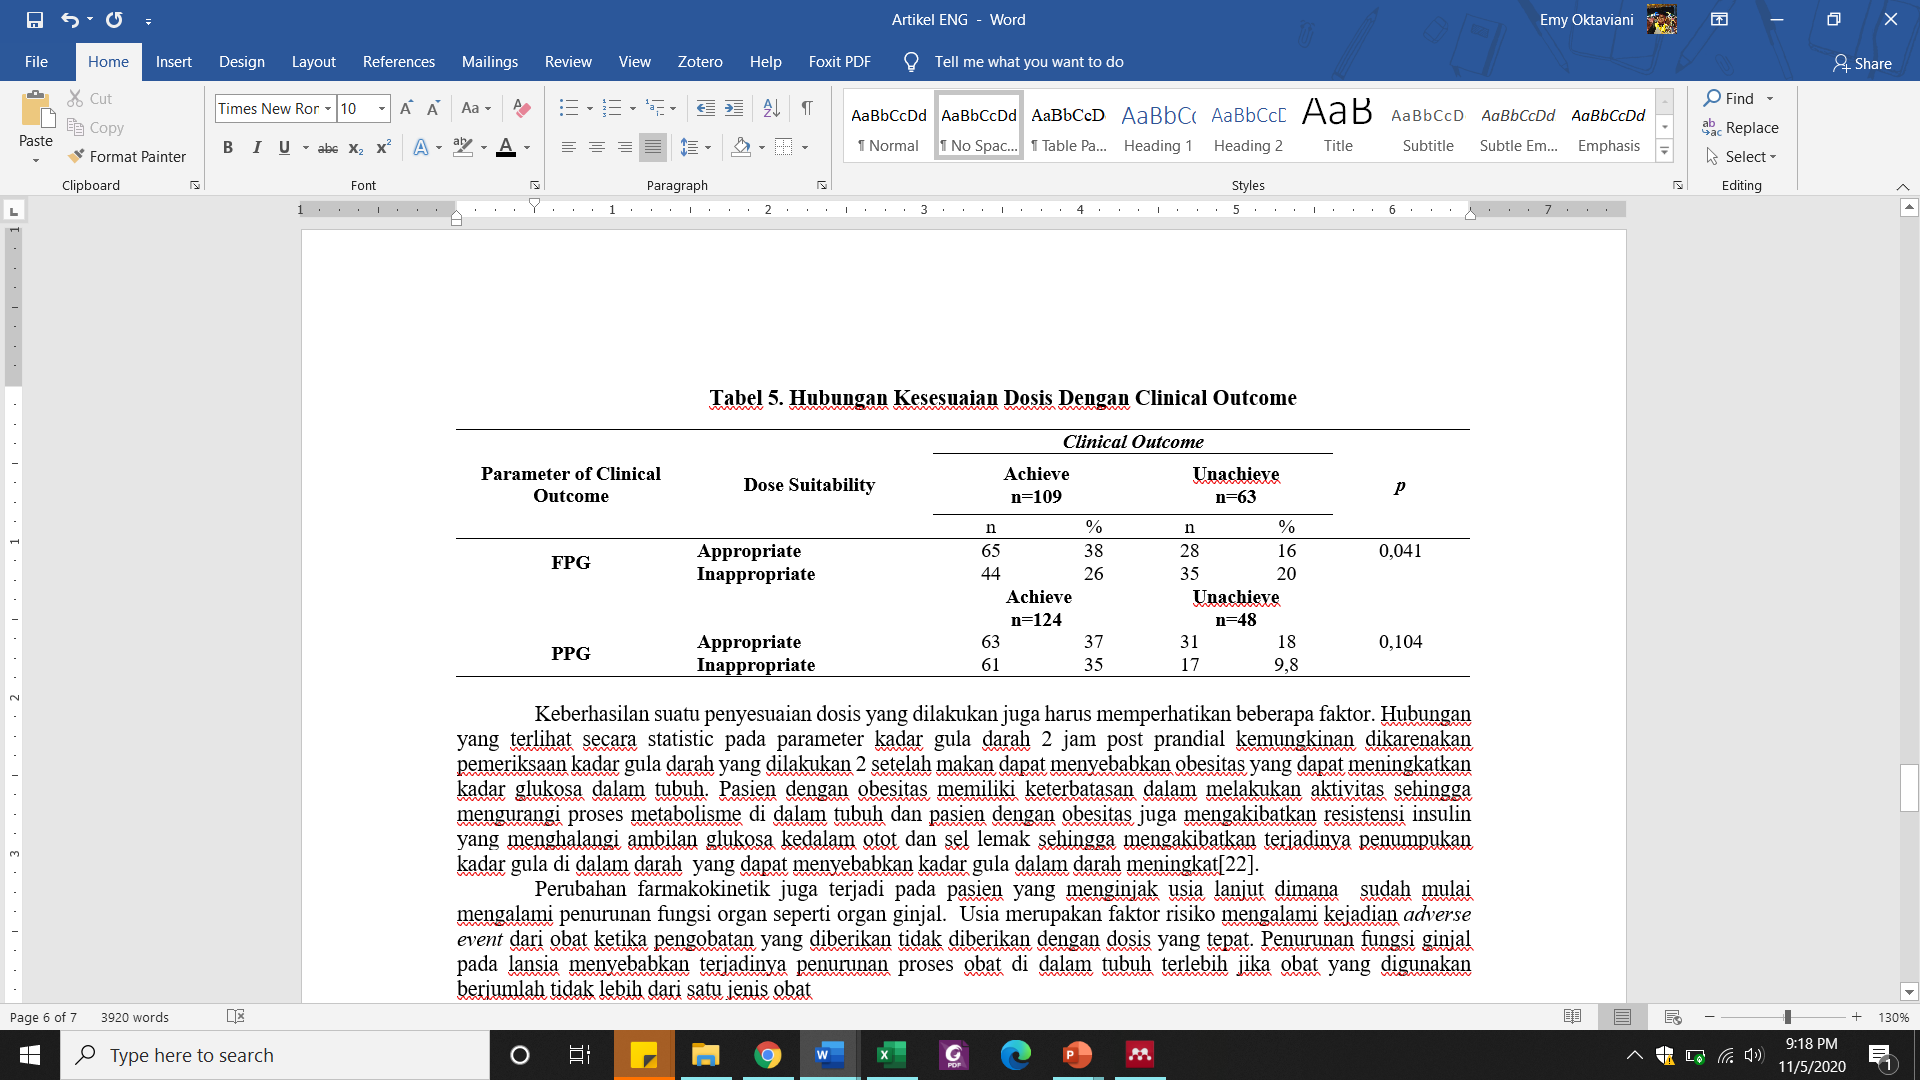 Artikel ENG - Word
Emy Oktaviani
File Home Insert Design Layout References Mailings Review View Zotero Help Foxit PDF Tell me what you want to do Share
Paste
Cut
Copy
Format Painter
Clipboard
Times New Ror 10
Font
Paragraph
AaBbCcDd AaBbCcDd AaBbCcD AaBbC AaBbCcD AaB AaBbCcD AaBbCcDd AaBbCcDd
¶ Normal ¶ No Spac... ¶ Table Pa... Heading 1 Heading 2 Title Subtitle Subtle Em... Emphasis
Styles
Find
Replace
Select
Editing
1 1 2 3 4 5 6 7
Tabel 5. Hubungan Kesesuaian Dosis Dengan Clinical Outcome
Parameter of Clinical Outcome
Dose Suitability
Clinical Outcome
Achieve Unachieve
n=109 n=63
p
n % n %
FPG
Appropriate 65 38 28 16 0,041
Inappropriate 44 26 35 20
Achieve Unachieve
n=124 n=48
PPG
Appropriate 63 37 31 18 0,104
Inappropriate 61 35 17 9,8
Keberhasilan suatu penyesuaian dosis yang dilakukan juga harus memperhatikan beberapa faktor. Hubungan
yang terlihat secara statistic pada parameter kadar gula darah 2 jam post prandial kemungkinan dikarenakan
pemeriksaan kadar gula darah yang dilakukan 2 setelah makan dapat menyebabkan obesitas yang dapat meningkatkan
kadar glukosa dalam tubuh. Pasien dengan obesitas memiliki keterbatasan dalam melakukan aktivitas sehingga
mengurangi proses metabolisme di dalam tubuh dan pasien dengan obesitas juga mengakibatkan resistensi insulin
yang menghalangi ambilan glukosa kedalam otot dan sel lemak sehingga mengakibatkan terjadinya penumpukan
kadar gula di dalam darah yang dapat menyebabkan kadar gula dalam darah meningkat[22].
Perubahan farmakokinetik juga terjadi pada pasien yang menginjak usia lanjut dimana sudah mulai
mengalami penurunan fungsi organ seperti organ ginjal. Usia merupakan faktor risiko mengalami kejadian adverse
event dari obat ketika pengobatan yang diberikan tidak diberikan dengan dosis yang tepat. Penurunan fungsi ginjal
pada lansia menyebabkan terjadinya penurunan proses obat di dalam tubuh terlebih jika obat yang digunakan
berjumlah tidak lebih dari satu jenis obat
Page 6 of 7 3920 words 130%
Type here to search
9:18 PM
11/5/2020
1